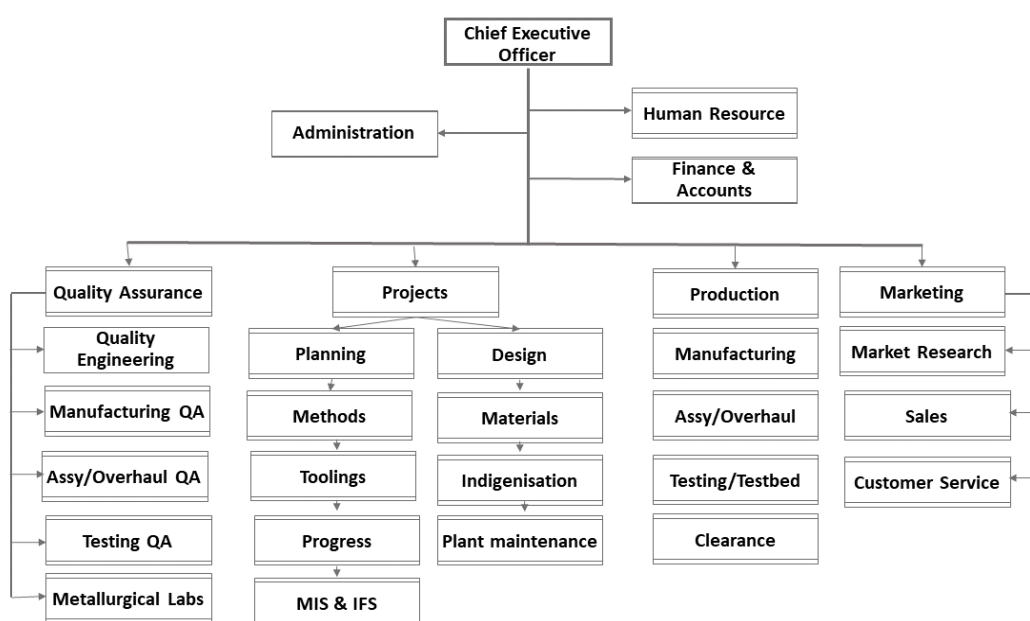 Chief Executive
Officer
Human Resource
Administration
Finance &
Accounts
Quality Assurance
Projects
Production
Marketing
Quality
Engineering
Planning
Design
Manufacturing
Market Research
Manufacturing QA
Methods
Materials
Assy/Overhaul
Sales
Assy/Overhaul QA
Toolings
Indigenisation
Testing/Testbed
Customer Service
Testing QA
Progress
Plant maintenance
Clearance
Metallurgical Labs
MIS & IFS